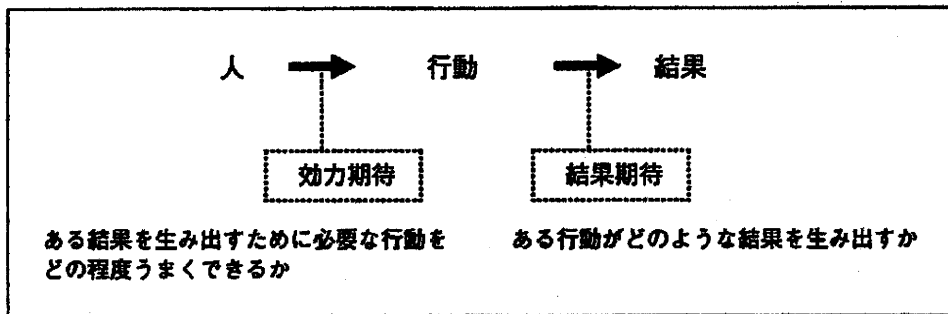 人 行動 結果
効力期待 結果期待
ある結果を生み出すために必要な行動を
どの程度うまくできるか
ある行動がどのような結果を生み出すか